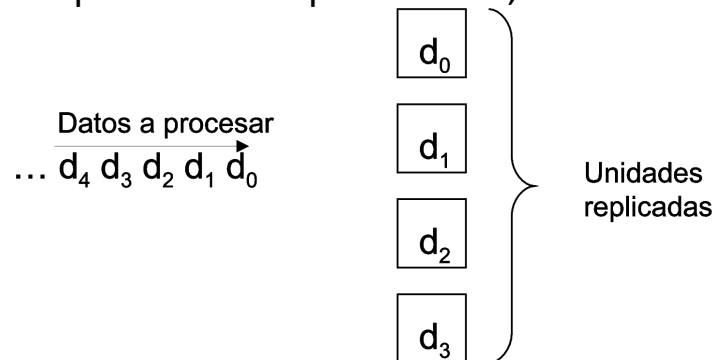 Datos a procesar
... d₄ d₃ d₂ d₁ d₀
d₀
d₁
d₂
d₃
Unidades
replicadas